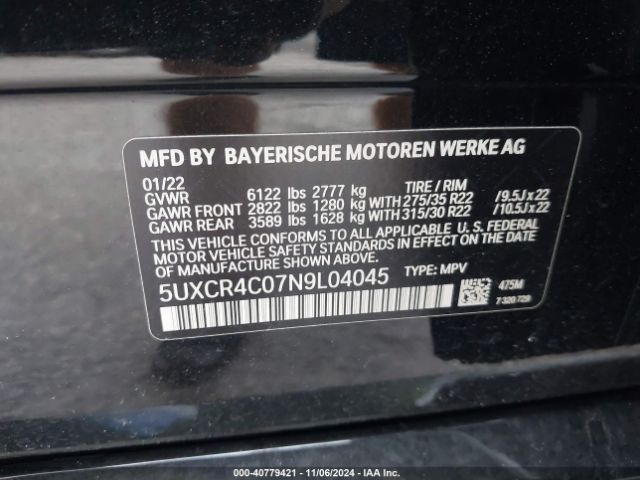 MFD BY BAYERISCHE MOTOREN WERKE AG
01/22 TIRE / RIM
GVWR 6122 lbs 2777 kg
GAWR FRONT 2822 lbs 1280 kg WITH 275/35 R22 /9.5J x 22
GAWR REAR 3589 lbs 1628 kg WITH 315/30 R22 /10.5J x 22
THIS VEHICLE CONFORMS TO ALL APPLICABLE U. S. FEDERAL
MOTOR VEHICLE SAFETY STANDARDS IN EFFECT ON THE
DATE OF MANUFACTURE SHOWN ABOVE.
5UXCR4C07N9L04045 TYPE: MPV 475M
7 320 729
000-40779421 - 11/06/2024 - IAA Inc.